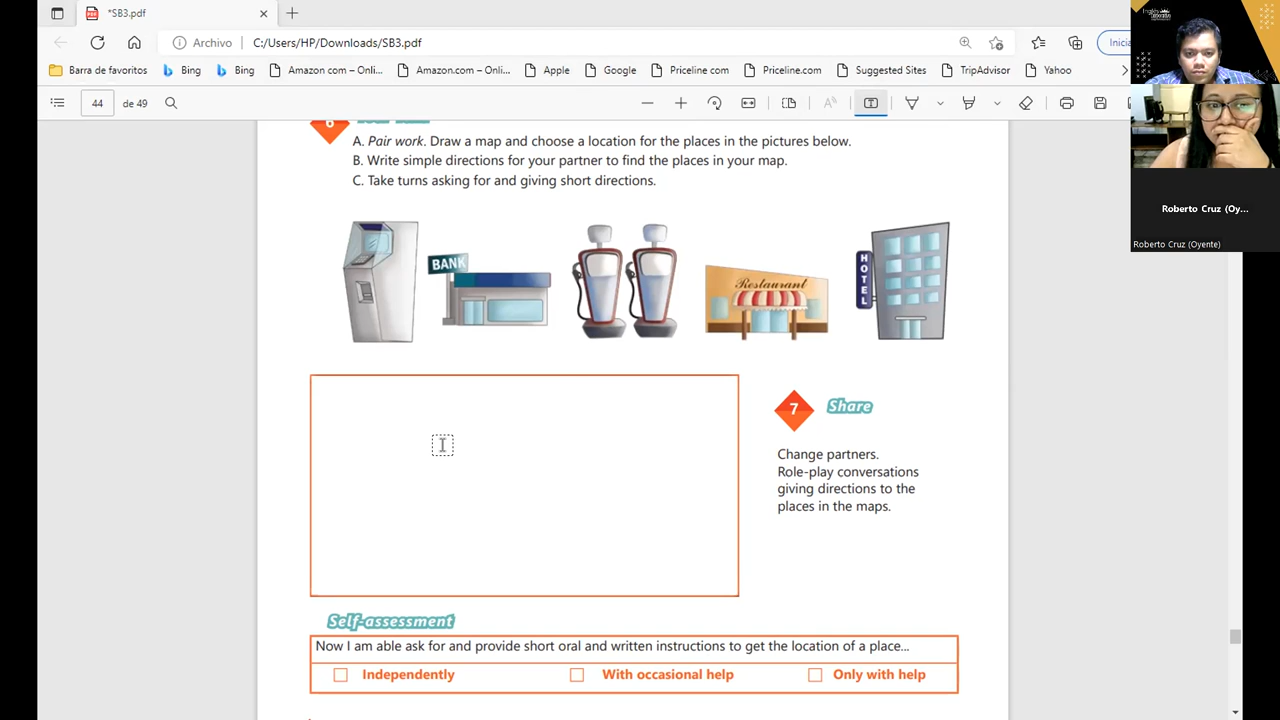 *SB3.pdf
Archivo
C:/Users/HP/Downloads/SB3.pdf
Inicia
Barra de favoritos
Bing
Bing
Amazon com – Onli...
Amazon.com – Onli...
Apple
Google
Priceline.com
Priceline.com
Suggested Sites
TripAdvisor
Yahoo
44
de 49
6
A. Pair work. Draw a map and choose a location for the places in the pictures below.
B. Write simple directions for your partner to find the places in your map.
C. Take turns asking for and giving short directions.
BANK
Restaurant
HOTEL
7
Share
Change partners.
Role-play conversations
giving directions to the
places in the maps.
Self-assessment
Now I am able ask for and provide short oral and written instructions to get the location of a place...
Independently
With occasional help
Only with help
Roberto Cruz (Oy...
Roberto Cruz (Oyente)